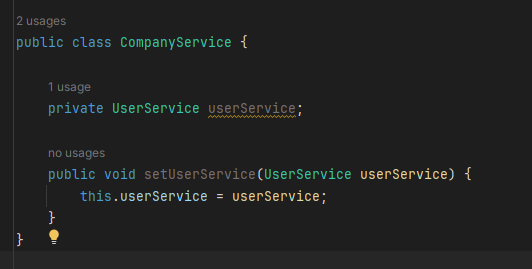 2 usages
public class CompanyService {
1 usage
private UserService userService;
no usages
public void setUserService(UserService userService) {
this.userService = userService;
}
}